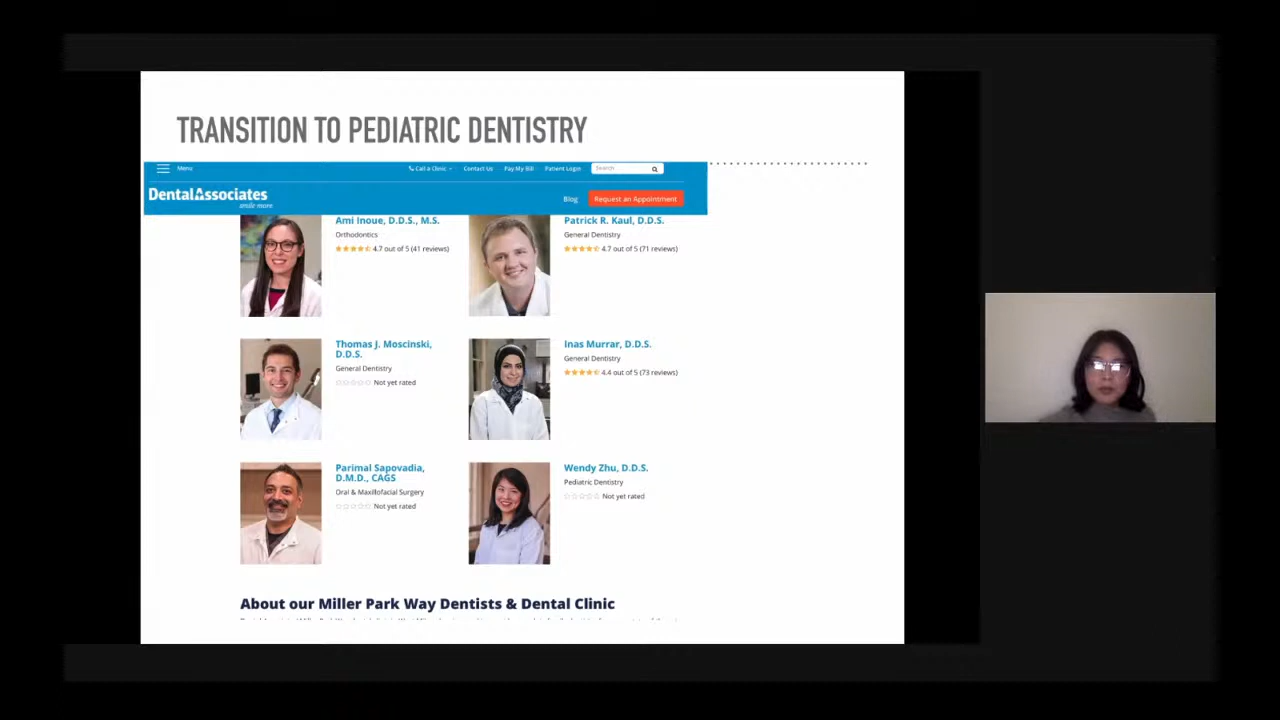 TRANSITION TO PEDIATRIC DENTISTRY
Menu
Call a Clinic
Contact Us
Pay My Bill
Patient Login
Search
DentalAssociates
smile more
Blog
Request an Appointment
Ami Inoue, D.D.S., M.S.
Orthodontics
4.7 out of 5 (41 reviews)
Patrick R. Kaul, D.D.S.
General Dentistry
4.7 out of 5 (71 reviews)
Thomas J. Moscinski,
D.D.S.
General Dentistry
Not yet rated
Inas Murrar, D.D.S.
General Dentistry
4.4 out of 5 (73 reviews)
Parimal Sapovadia,
D.M.D., CAGS
Oral & Maxillofacial Surgery
Not yet rated
Wendy Zhu, D.D.S.
Pediatric Dentistry
Not yet rated
About our Miller Park Way Dentists & Dental Clinic